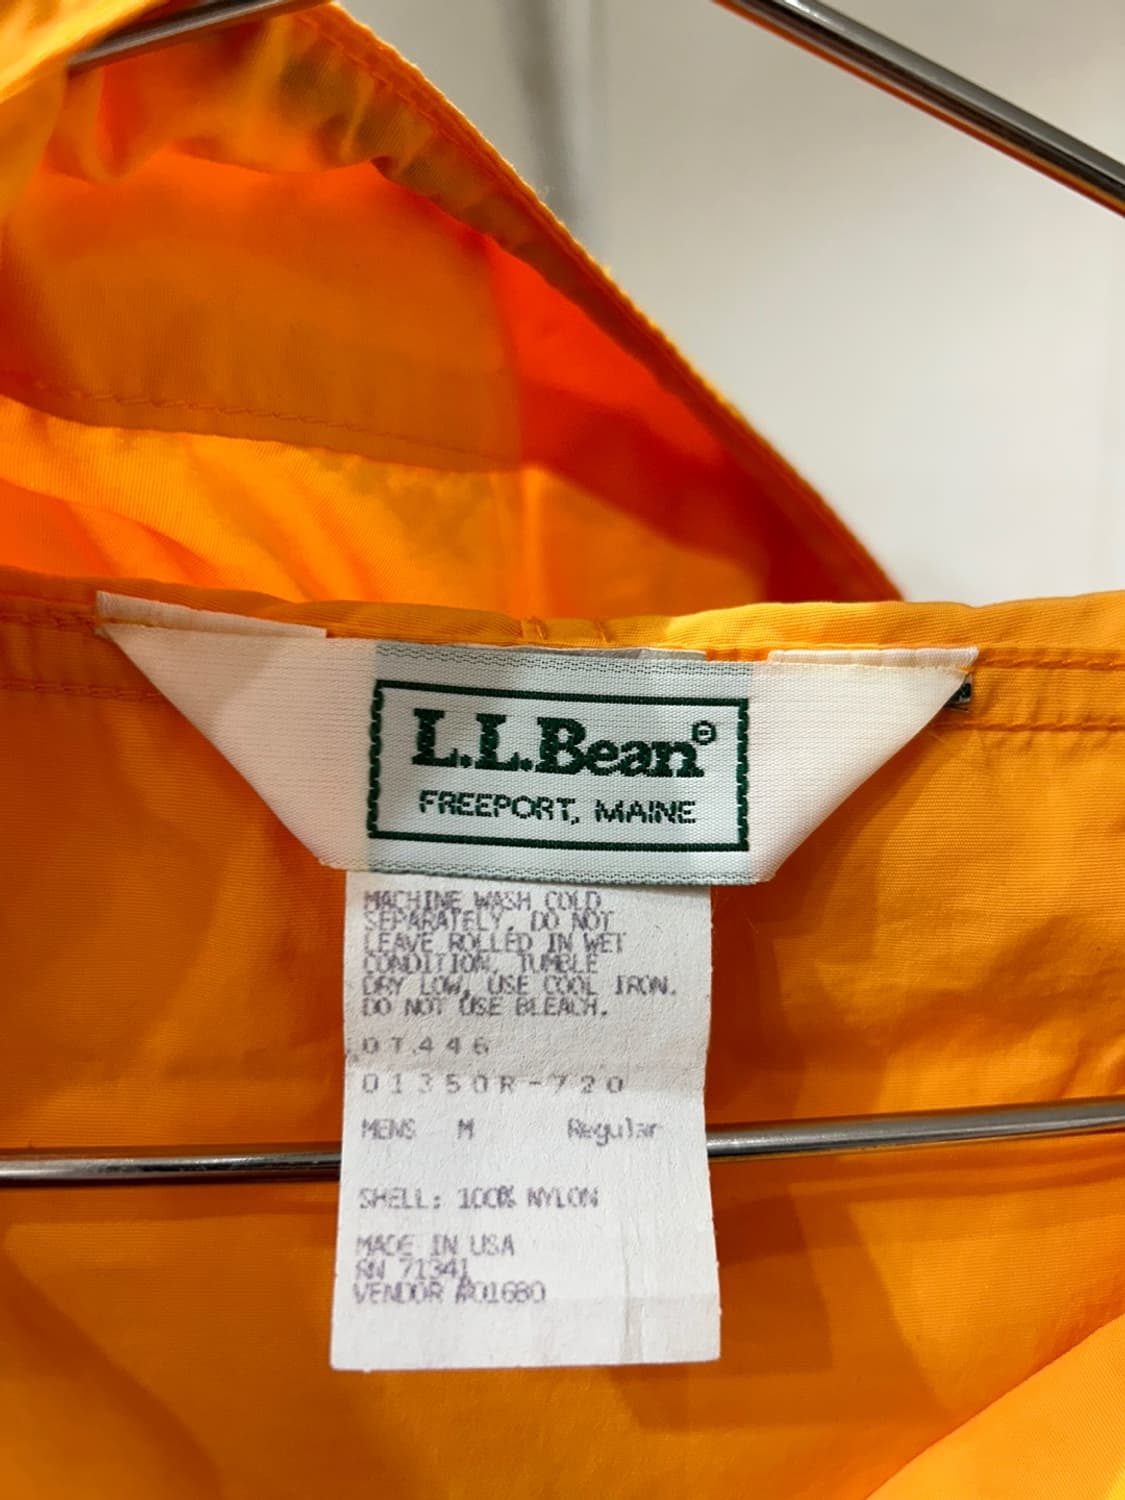 L.L.Bean®
FREEPORT, MAINE
MACHINE WASH COLD
SEPARATELY, DO NOT
LEAVE ROLLED IN WET
CONDITION, TUMBLE
DRY LOW, USE COOL IRON.
DO NOT USE BLEACH.
0T.446
01350R-720
MENS M Regular
SHELL: 100% NYLON
MADE IN USA
RN 71341
VENDOR #01680